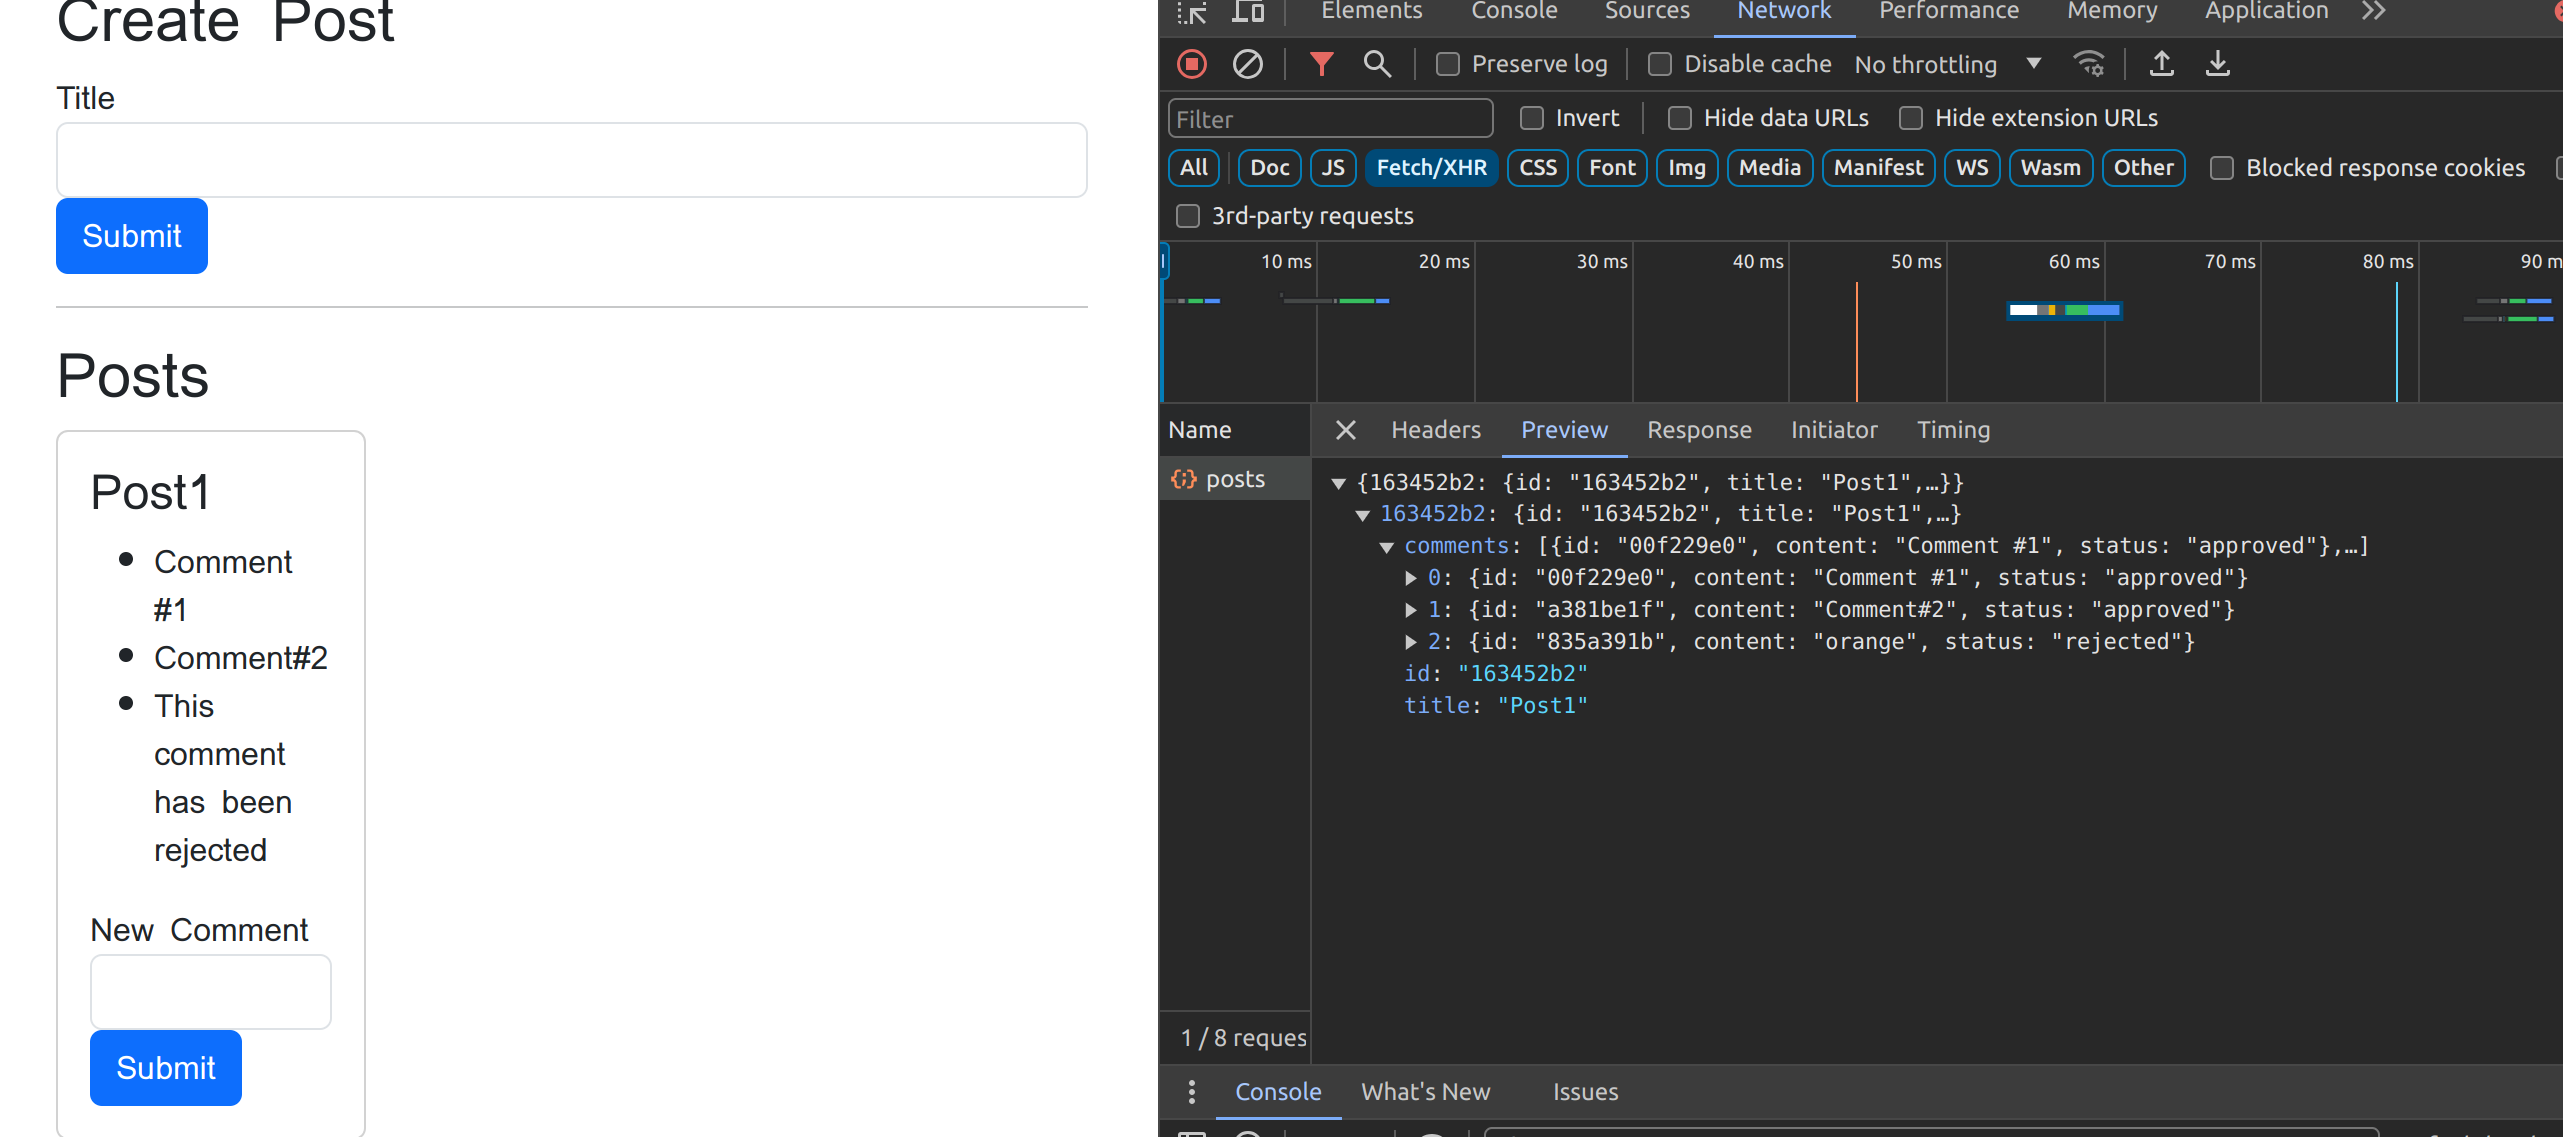 Create Post
Title
Submit
Posts
Post1
Comment
#1
Comment#2
This
comment
has been
rejected
New Comment
Submit
Elements Console Sources Network Performance Memory Application
Preserve log Disable cache No throttling
Filter Invert Hide data URLs Hide extension URLs
All Doc JS Fetch/XHR CSS Font Img Media Manifest WS Wasm Other Blocked response cookies
3rd-party requests
10 ms 20 ms 30 ms 40 ms 50 ms 60 ms 70 ms 80 ms 90 m
Name Headers Preview Response Initiator Timing
posts
{163452b2: {id: "163452b2", title: "Post1",…}}
163452b2: {id: "163452b2", title: "Post1",…}
comments: [{id: "00f229e0", content: "Comment #1", status: "approved"},…]
0: {id: "00f229e0", content: "Comment #1", status: "approved"}
1: {id: "a381be1f", content: "Comment#2", status: "approved"}
2: {id: "835a391b", content: "orange", status: "rejected"}
id: "163452b2"
title: "Post1"
1 / 8 reques
Console What's New Issues